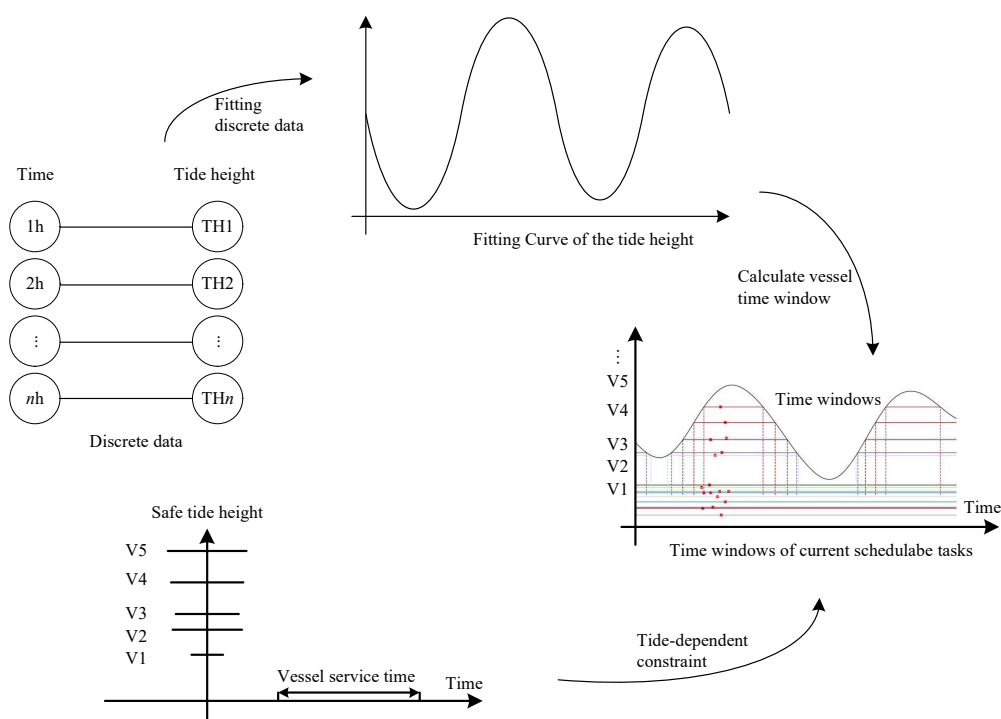 Fitting
discrete data
Time
Tide height
1h
TH1
2h
TH2
⋮
⋮
nh
THn
Discrete data
Fitting Curve of the tide height
Calculate vessel
time window
⋮
V5
V4
V3
V2
V1
Time windows
Time
Time windows of current schedulabe tasks
Safe tide height
V5
V4
V3
V2
V1
Vessel service time
Time
Tide-dependent
constraint